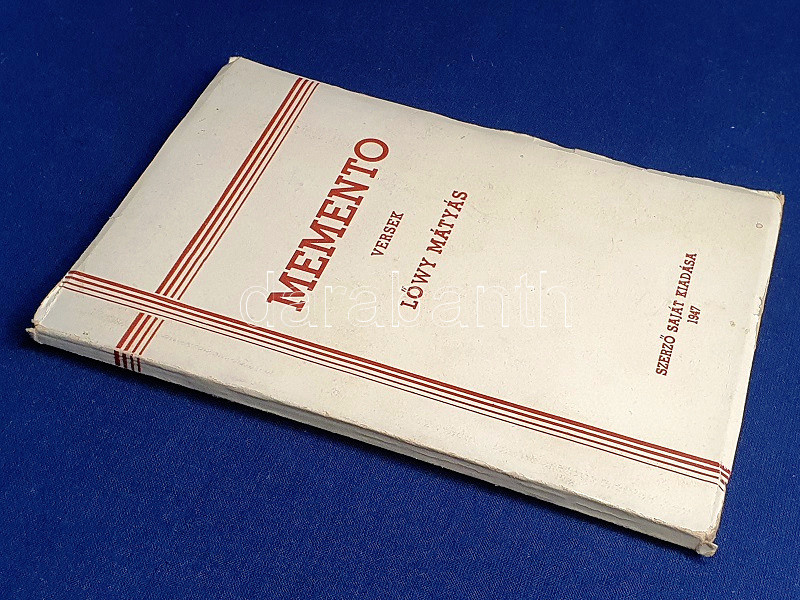 MEMENTO
VERSEK
LŐWY MÁTYÁS
SZERZŐ SAJÁT KIADÁSA
1947
darabanth